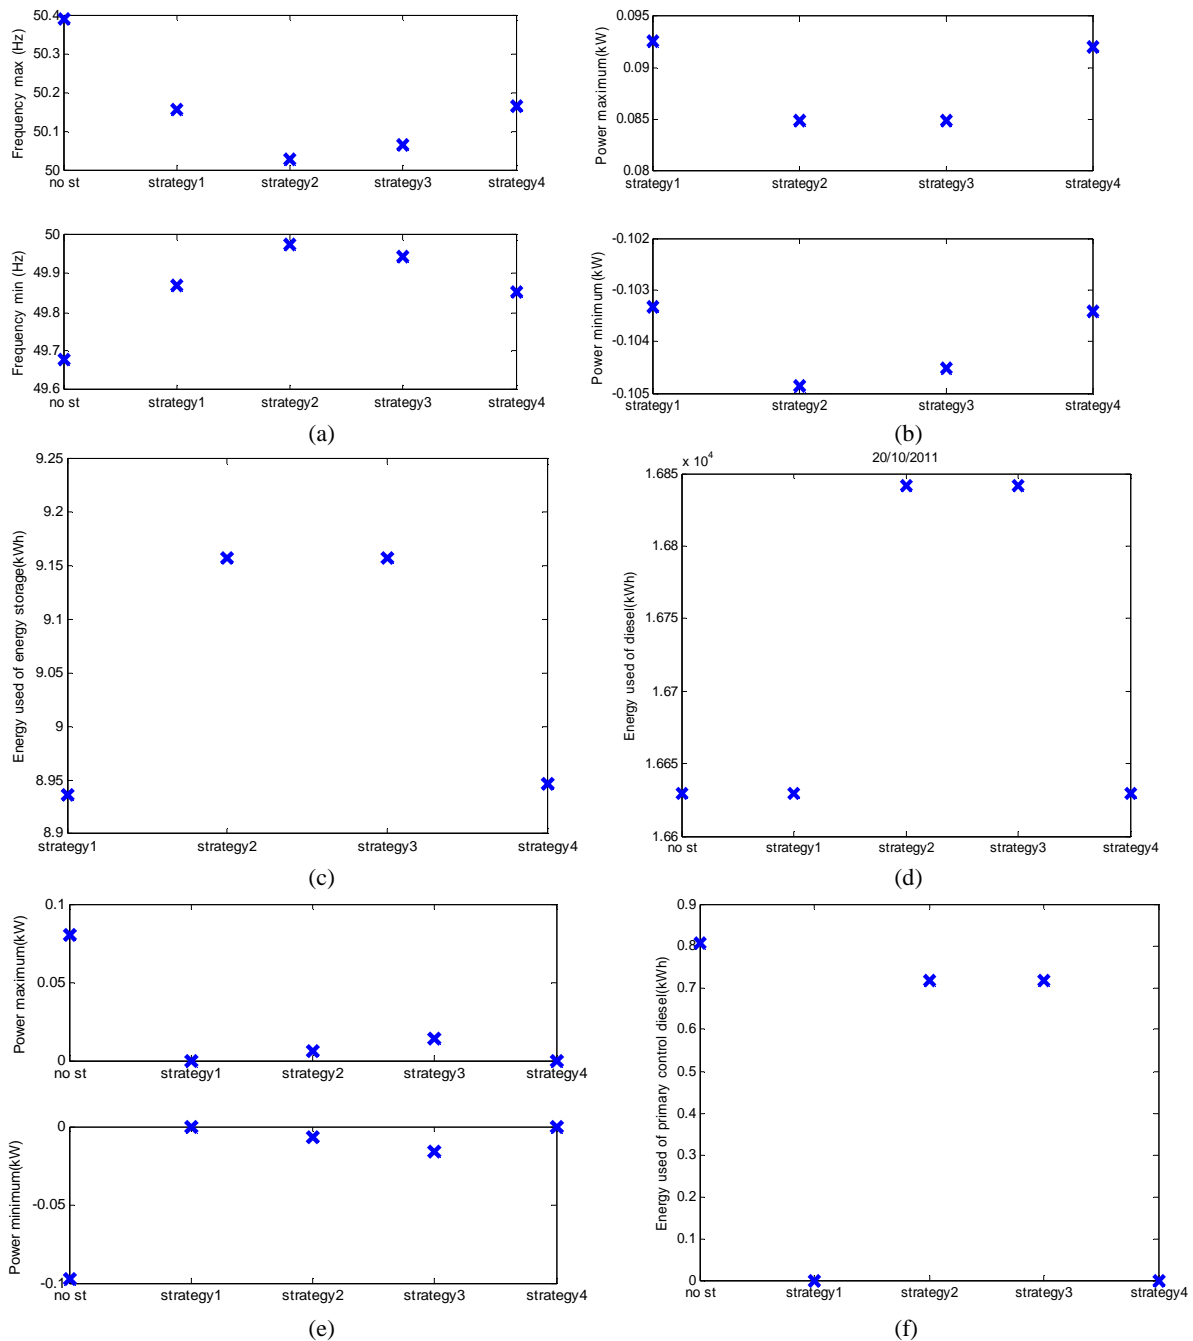 50.4
50.3
50.2
50.1
50
Frequency max (Hz)
no st strategy1 strategy2 strategy3 strategy4
50
49.9
49.8
49.7
49.6
Frequency min (Hz)
no st strategy1 strategy2 strategy3 strategy4
(a)
0.095
0.09
0.085
0.08
Power maximum(kW)
strategy1 strategy2 strategy3 strategy4
-0.102
-0.103
-0.104
-0.105
Power minimum(kW)
strategy1 strategy2 strategy3 strategy4
(b)
9.25
9.2
9.15
9.1
9.05
9
8.95
8.9
Energy used of energy storage(kWh)
strategy1 strategy2 strategy3 strategy4
(c)
x 10^4
20/10/2011
1.685
1.68
1.675
1.67
1.665
1.66
Energy used of diesel(kWh)
no st strategy1 strategy2 strategy3 strategy4
(d)
0.1
0.05
0
Power maximum(kW)
no st strategy1 strategy2 strategy3 strategy4
0
-0.05
-0.1
Power minimum(kW)
no st strategy1 strategy2 strategy3 strategy4
(e)
0.9
0.8
0.7
0.6
0.5
0.4
0.3
0.2
0.1
0
Energy used of primary control diesel(kWh)
no st strategy1 strategy2 strategy3 strategy4
(f)